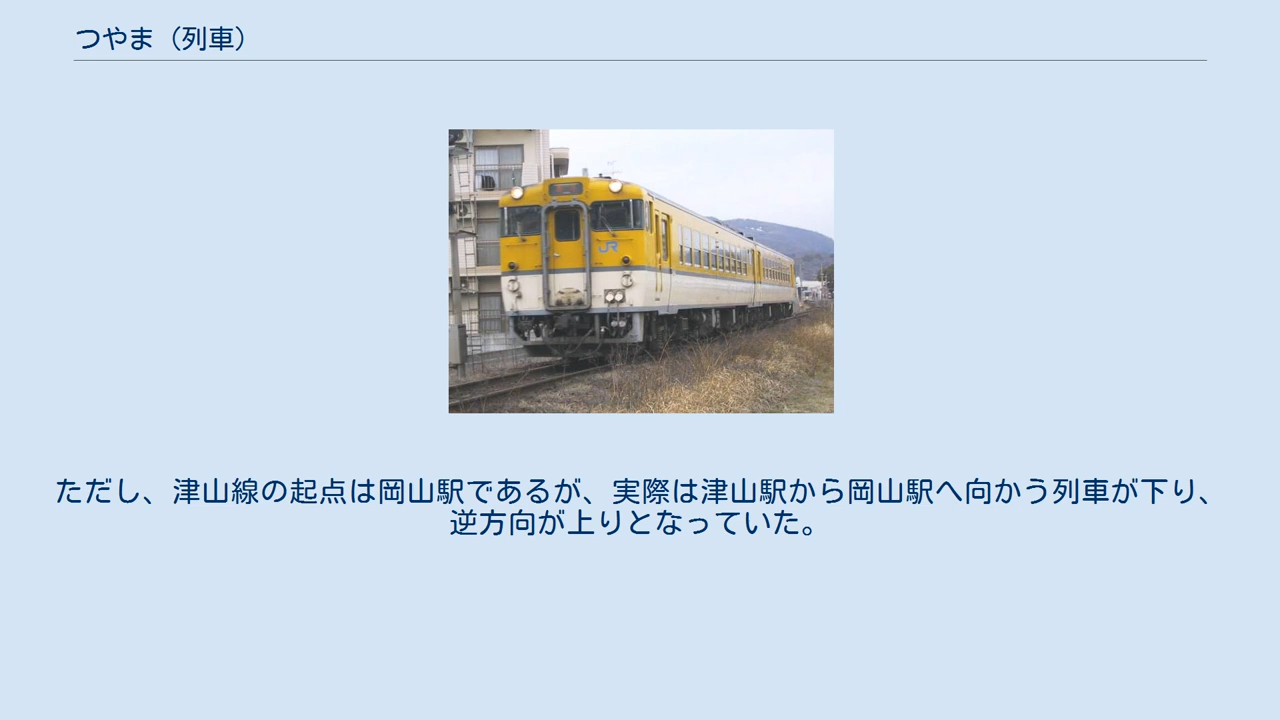 つやま（列車）
JR
ただし、津山線の起点は岡山駅であるが、実際は津山駅から岡山駅へ向かう列車が下り、
逆方向が上りとなっていた。